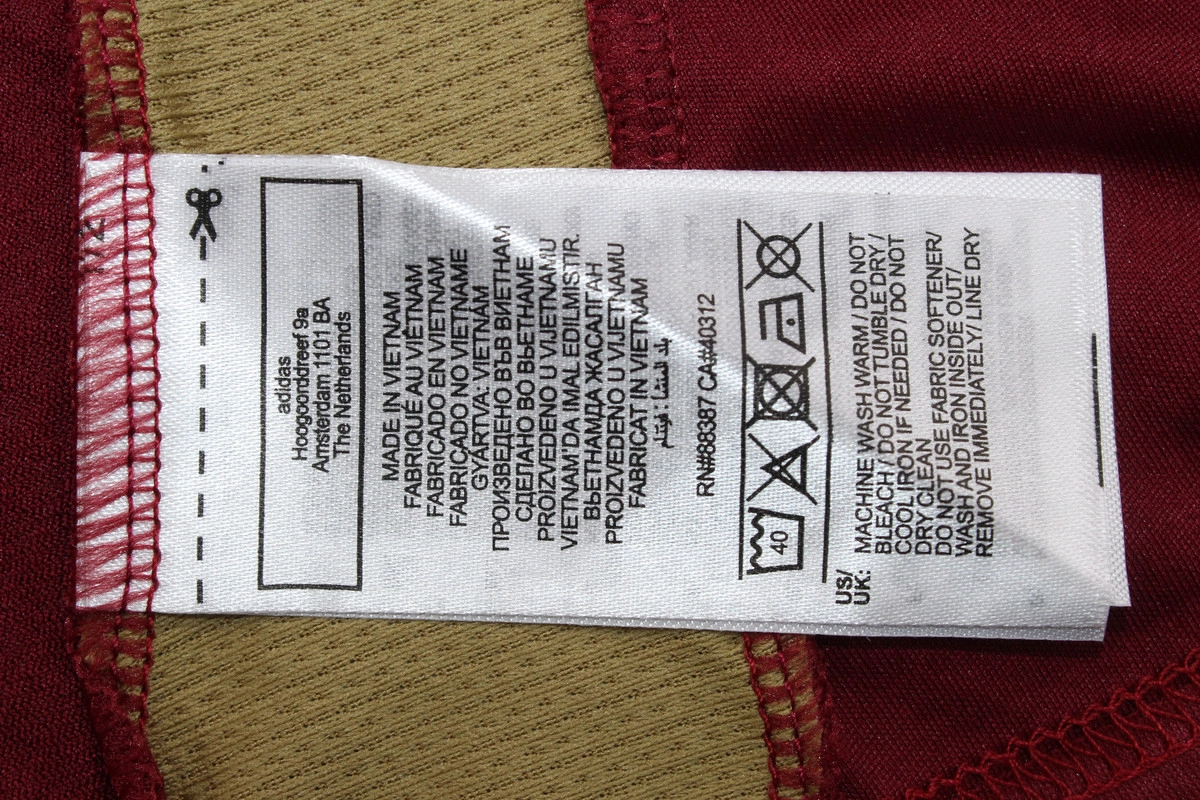 adidas
Hoogoorddreef 9a
Amsterdam 1101 BA
The Netherlands
MADE IN VIETNAM
FABRIQUÉ AU VIÊTNAM
FABRICADO EN VIETNAM
FABRICADO NO VIETNAME
GYÁRTVA: VIETNÁM
ПРОИЗВЕДЕНО ВЪВ ВИЕТНАМ
СДЕЛАНО ВО ВЬЕТНАМЕ
PROIZVEDENO U VIJETNAMU
VIETNAM'DA IMAL EDILMISTIR.
ВЬЕТНАМДА ЖАСАЛҒАН
PROIZVEDENO U VIJETNAMU
FABRICAT IN VIETNAM
بلد المنشأ : فيتنام
RN#88387 CA#40312
40
US/
UK:
MACHINE WASH WARM / DO NOT
BLEACH / DO NOT TUMBLE DRY /
COOL IRON IF NEEDED / DO NOT
DRY CLEAN
DO NOT USE FABRIC SOFTENER/
WASH AND IRON INSIDE OUT/
REMOVE IMMEDIATELY/ LINE DRY